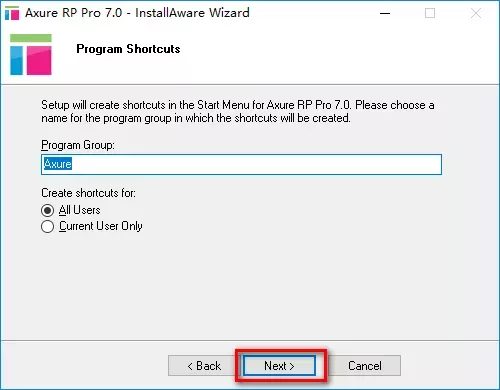 Axure RP Pro 7.0 - InstallAware Wizard
Program Shortcuts
Setup will create shortcuts in the Start Menu for Axure RP Pro 7.0. Please choose a
name for the program group in which the shortcuts will be created.
Program Group:
Axure
Create shortcuts for:
All Users
Current User Only
< Back
Next >
Cancel